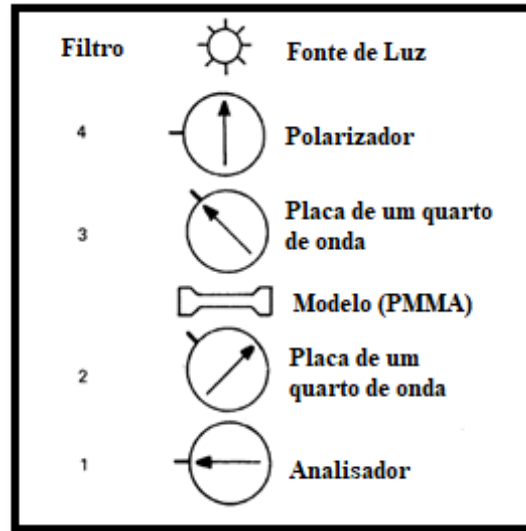 Filtro
Fonte de Luz
4
Polarizador
3
Placa de um quarto
de onda
Modelo (PMMA)
2
Placa de um
quarto de onda
1
Analisador